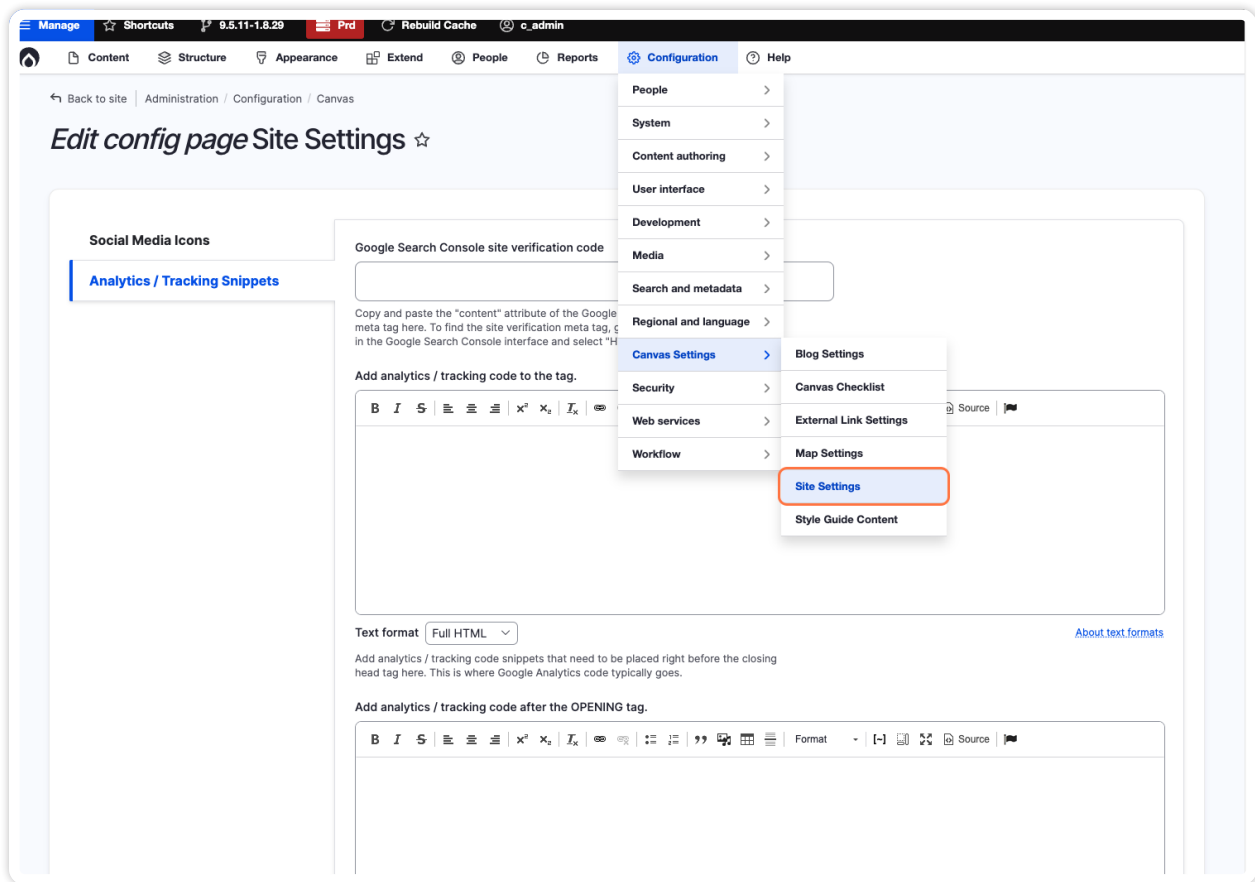 Manage Shortcuts 9.5.11-1.8.29 Prd Rebuild Cache c_admin
Content Structure Appearance Extend People Reports Configuration Help
Back to site Administration / Configuration / Canvas
Edit config page Site Settings
People
System
Content authoring
User interface
Development
Media
Search and metadata
Regional and language
Canvas Settings
Security
Web services
Workflow
Blog Settings
Canvas Checklist
External Link Settings
Map Settings
Site Settings
Style Guide Content
Social Media Icons
Analytics / Tracking Snippets
Google Search Console site verification code
Copy and paste the "content" attribute of the Google
meta tag here. To find the site verification meta tag,
in the Google Search Console interface and select
Add analytics / tracking code to the tag.
B I S x² x₂ Ix Source
Text format Full HTML About text formats
Add analytics / tracking code snippets that need to be placed right before the closing
head tag here. This is where Google Analytics code typically goes.
Add analytics / tracking code after the OPENING tag.
B I S x² x₂ Ix Format Source